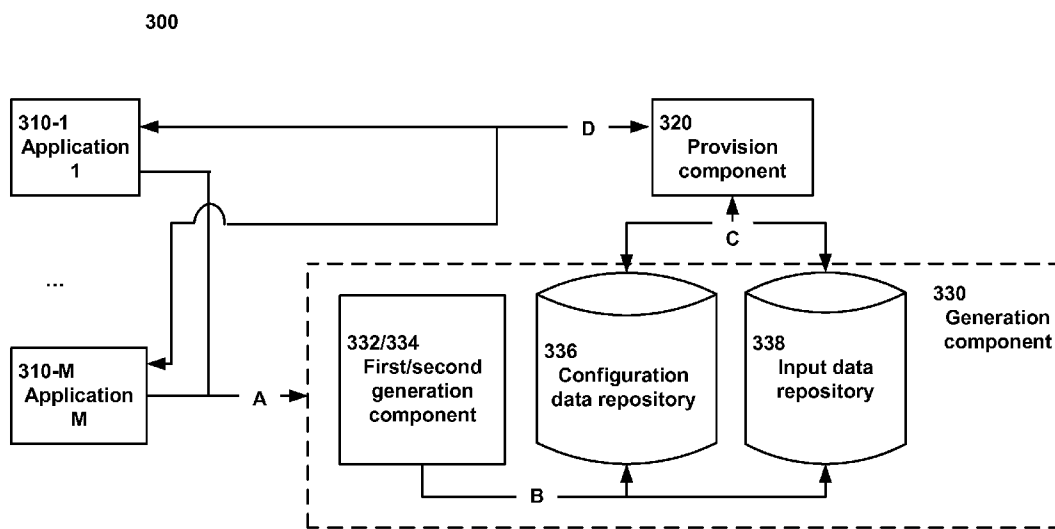 300
310-1
Application
1
D
320
Provision
component
C
...
330
Generation
component
332/334
First/second
generation
component
336
Configuration
data repository
338
Input data
repository
310-M
Application
M
A
B